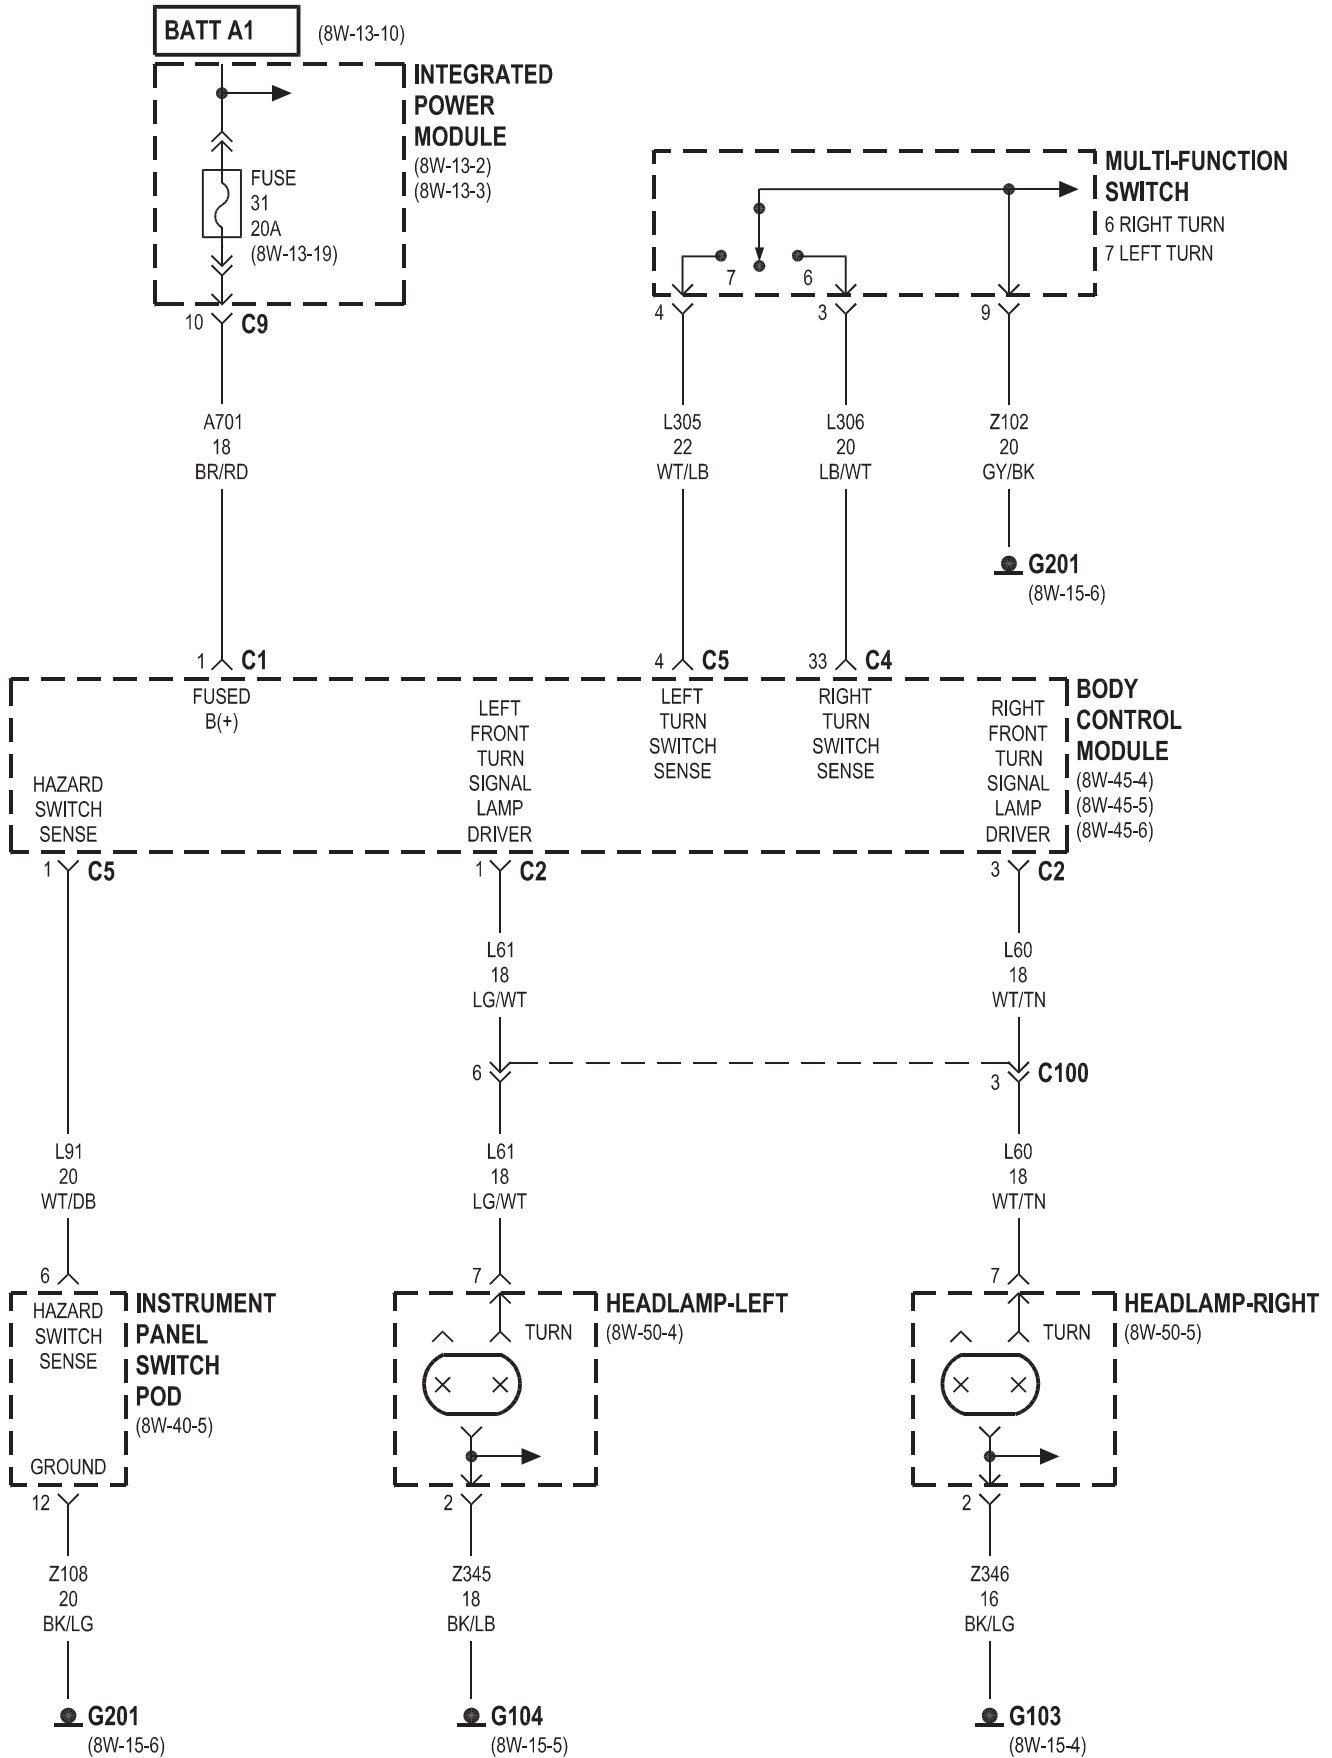 BATT A1
(8W-13-10)
INTEGRATED
POWER
MODULE
(8W-13-2)
(8W-13-3)
FUSE
31
20A
(8W-13-19)
10
C9
A701
18
BR/RD
MULTI-FUNCTION
SWITCH
6 RIGHT TURN
7 LEFT TURN
7
6
4
3
9
L305
22
WT/LB
L306
20
LB/WT
Z102
20
GY/BK
G201
(8W-15-6)
1
C1
4
C5
33
C4
FUSED
B(+)
LEFT
FRONT
TURN
SIGNAL
LAMP
DRIVER
LEFT
TURN
SWITCH
SENSE
RIGHT
TURN
SWITCH
SENSE
RIGHT
FRONT
TURN
SIGNAL
LAMP
DRIVER
BODY
CONTROL
MODULE
(8W-45-4)
(8W-45-5)
(8W-45-6)
HAZARD
SWITCH
SENSE
1
C5
1
C2
3
C2
L61
18
LG/WT
L60
18
WT/TN
6
3
C100
L91
20
WT/DB
L61
18
LG/WT
L60
18
WT/TN
6
7
7
HAZARD
SWITCH
SENSE
GROUND
INSTRUMENT
PANEL
SWITCH
POD
(8W-40-5)
TURN
HEADLAMP-LEFT
(8W-50-4)
TURN
HEADLAMP-RIGHT
(8W-50-5)
12
2
2
Z108
20
BK/LG
Z345
18
BK/LB
Z346
16
BK/LG
G201
(8W-15-6)
G104
(8W-15-5)
G103
(8W-15-4)